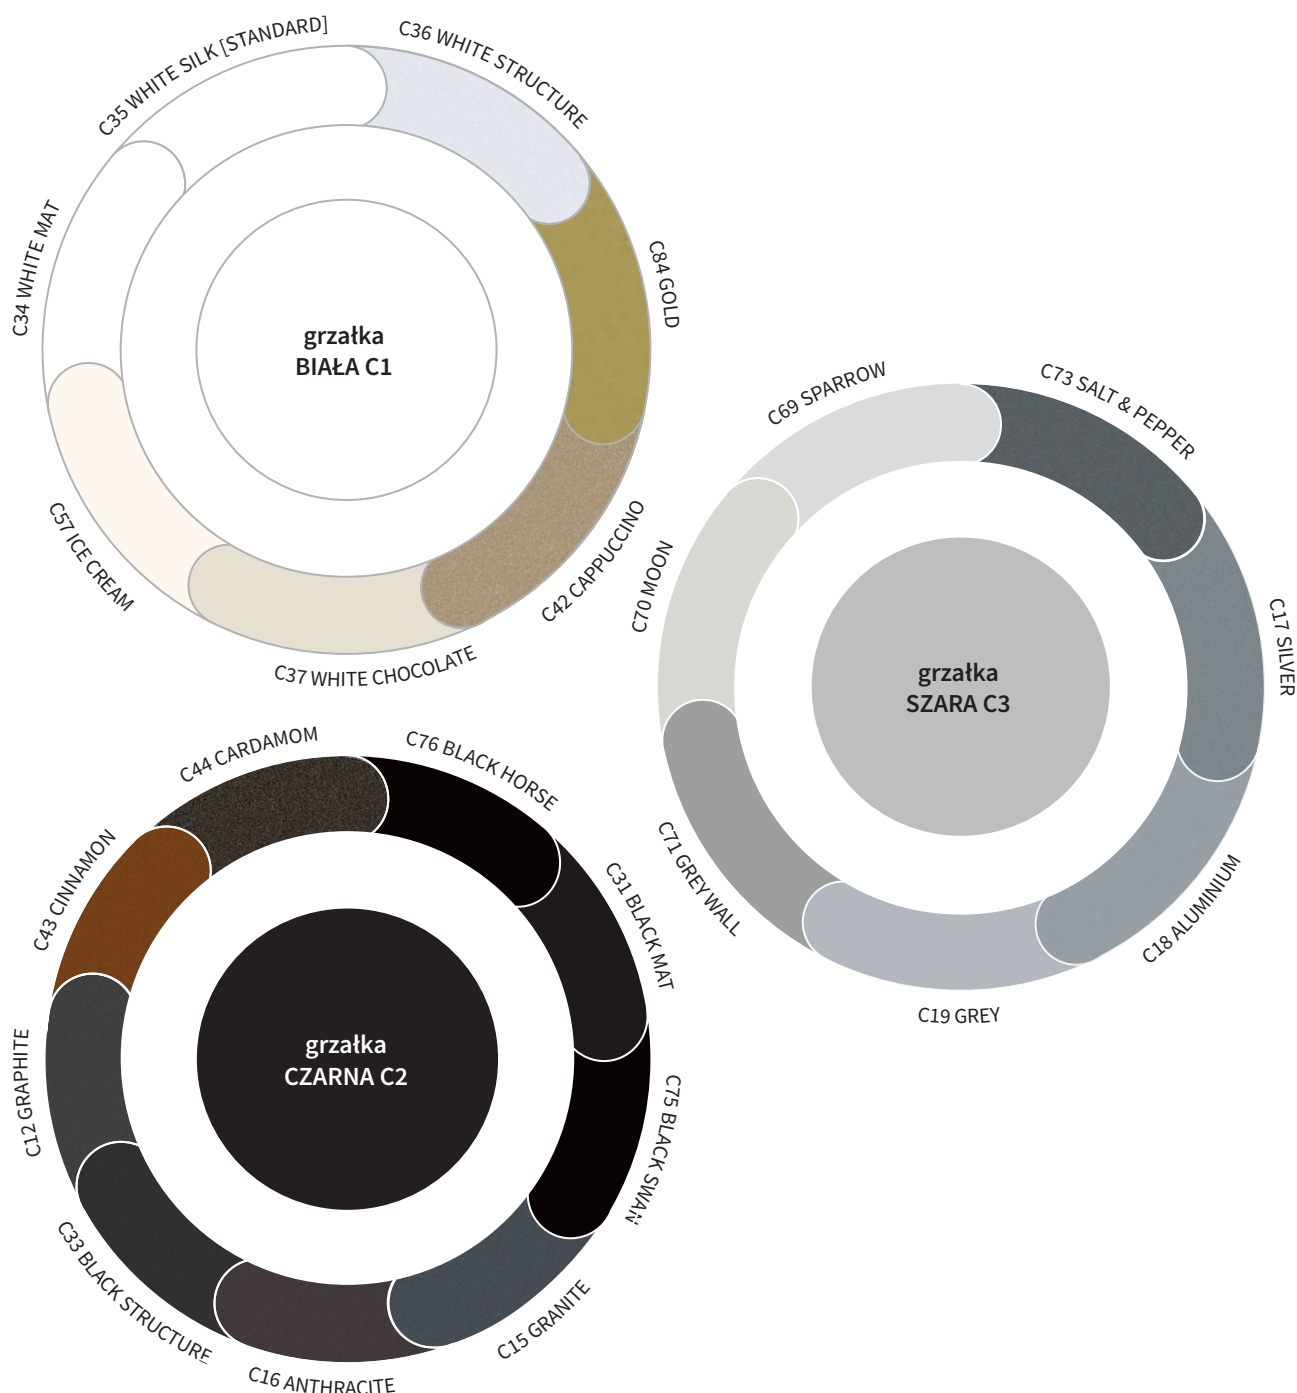 C35 WHITE SILK [STANDARD]
C36 WHITE STRUCTURE
C34 WHITE MAT
C84 GOLD
grzałka
BIAŁA C1
C57 ICE CREAM
C42 CAPPUCCINO
C37 WHITE CHOCOLATE
C69 SPARROW
C73 SALT & PEPPER
C70 MOON
C17 SILVER
grzałka
SZARA C3
C71 GREY WALL
C18 ALUMINIUM
C19 GREY
C44 CARDAMOM
C76 BLACK HORSE
C43 CINNAMON
C31 BLACK MAT
grzałka
CZARNA C2
C12 GRAPHITE
C75 BLACK SWAN
C33 BLACK STRUCTURE
C15 GRANITE
C16 ANTHRACITE